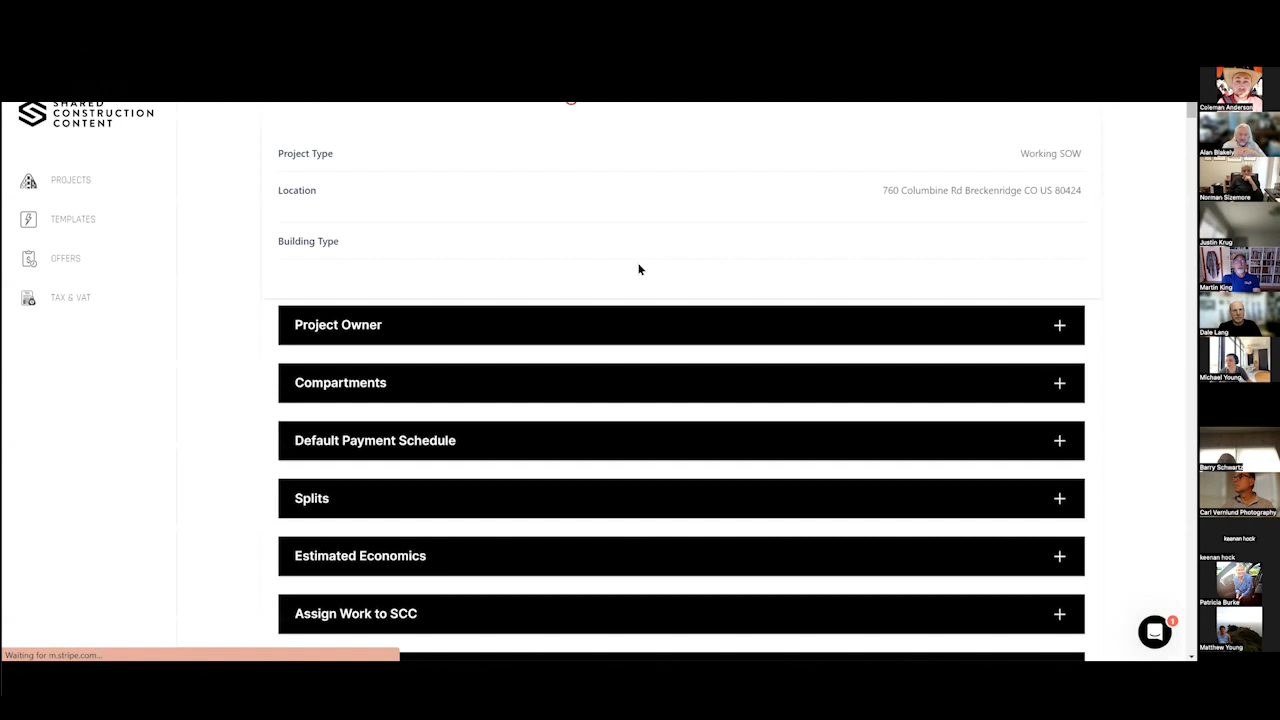 SHARED
CONSTRUCTION
CONTENT
PROJECTS
TEMPLATES
OFFERS
TAX & VAT
Project Type
Working SOW
Location
760 Columbine Rd Breckenridge CO US 80424
Building Type
Project Owner
Compartments
Default Payment Schedule
Splits
Estimated Economics
Assign Work to SCC
1
Waiting for m.stripe.com...
Coleman Anderson
Alan Blakely
Norman Sizemore
Justin Krug
Martin King
Dale Lang
Michael Young
Barry Schwartz
Carl Vernlund Photography
keenan hock
keenan hock
Patricia Burke
Matthew Young